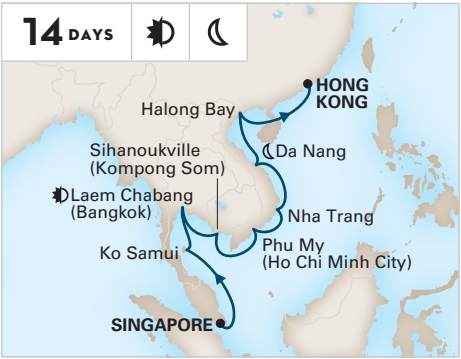 14 DAYS
HONG
KONG
Halong Bay
Sihanoukville
(Kompong Som)
Da Nang
Laem Chabang
(Bangkok)
Nha Trang
Ko Samui
Phu My
(Ho Chi Minh City)
SINGAPORE